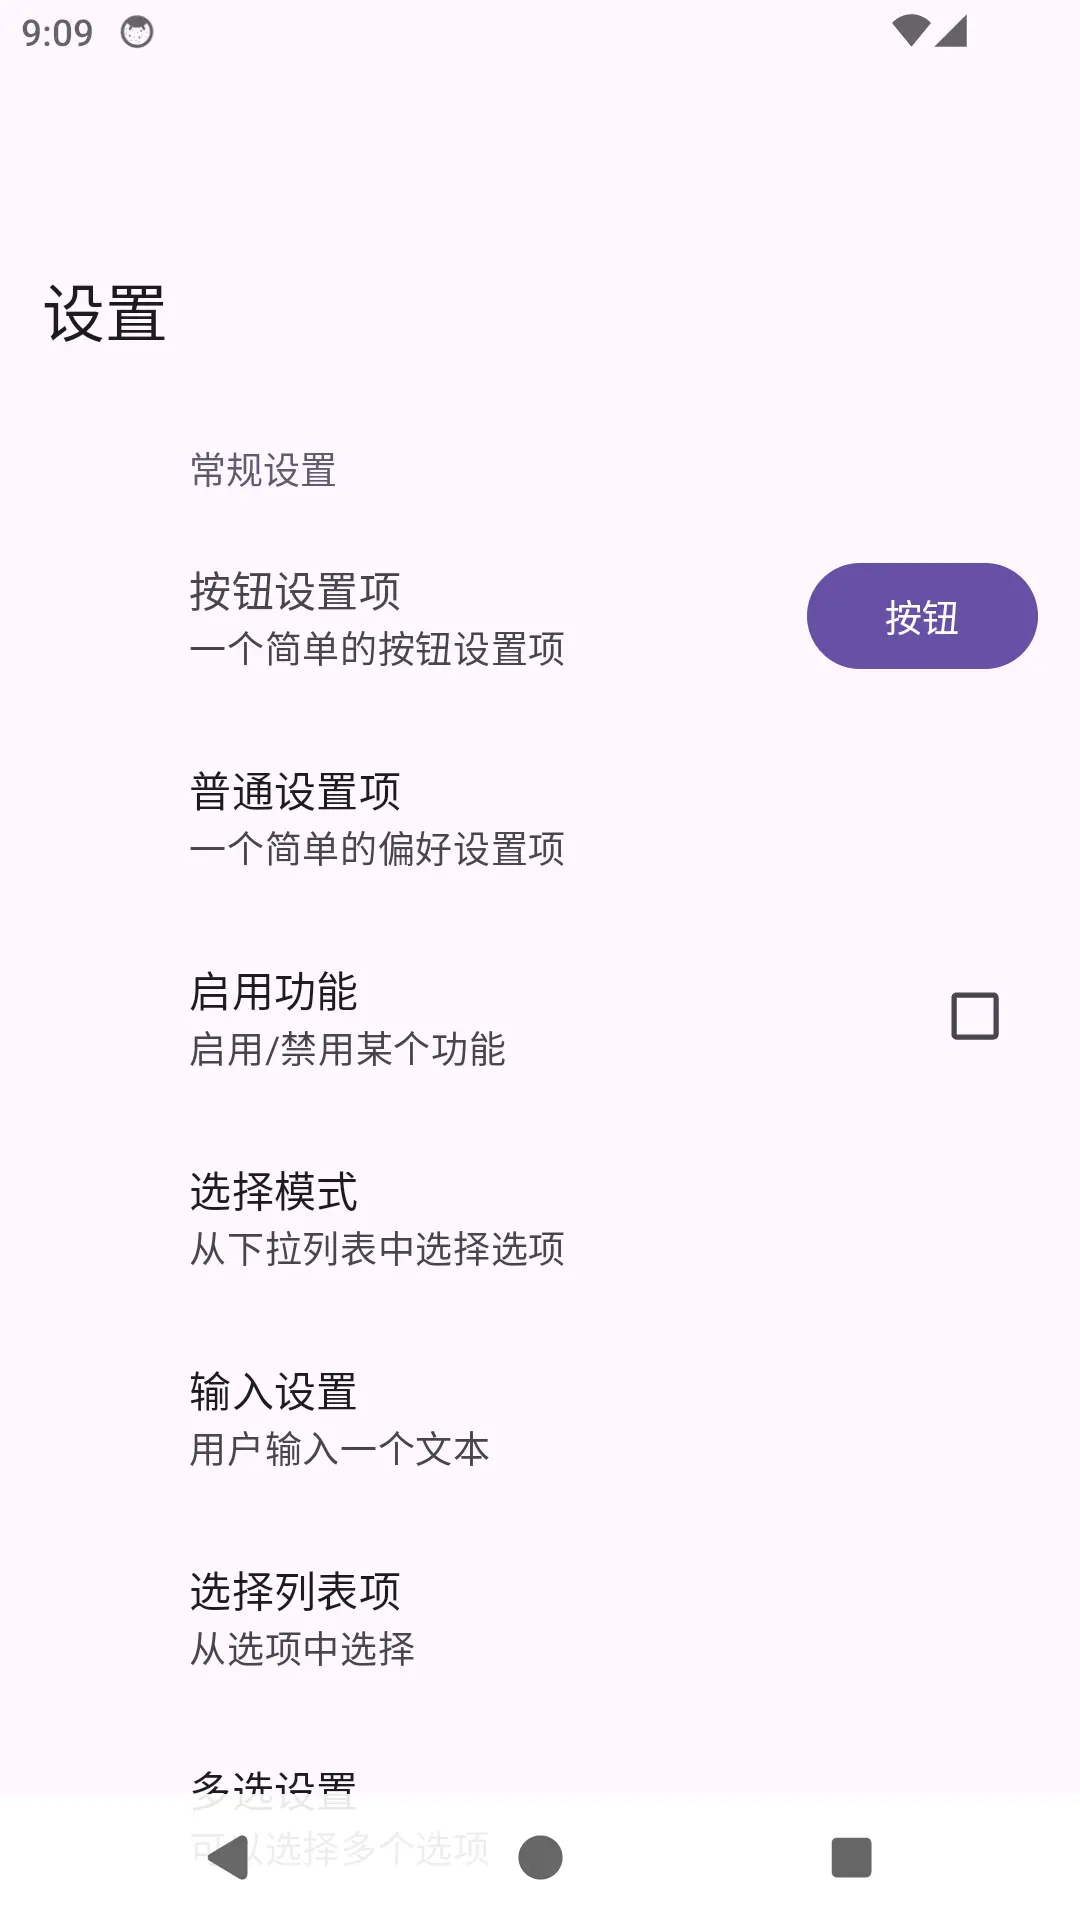 9:09
设置
常规设置
按钮设置项
一个简单的按钮设置项
按钮
普通设置项
一个简单的偏好设置项
启用功能
启用/禁用某个功能
选择模式
从下拉列表中选择选项
输入设置
用户输入一个文本
选择列表项
从选项中选择
多选设置
可以选择多个选项